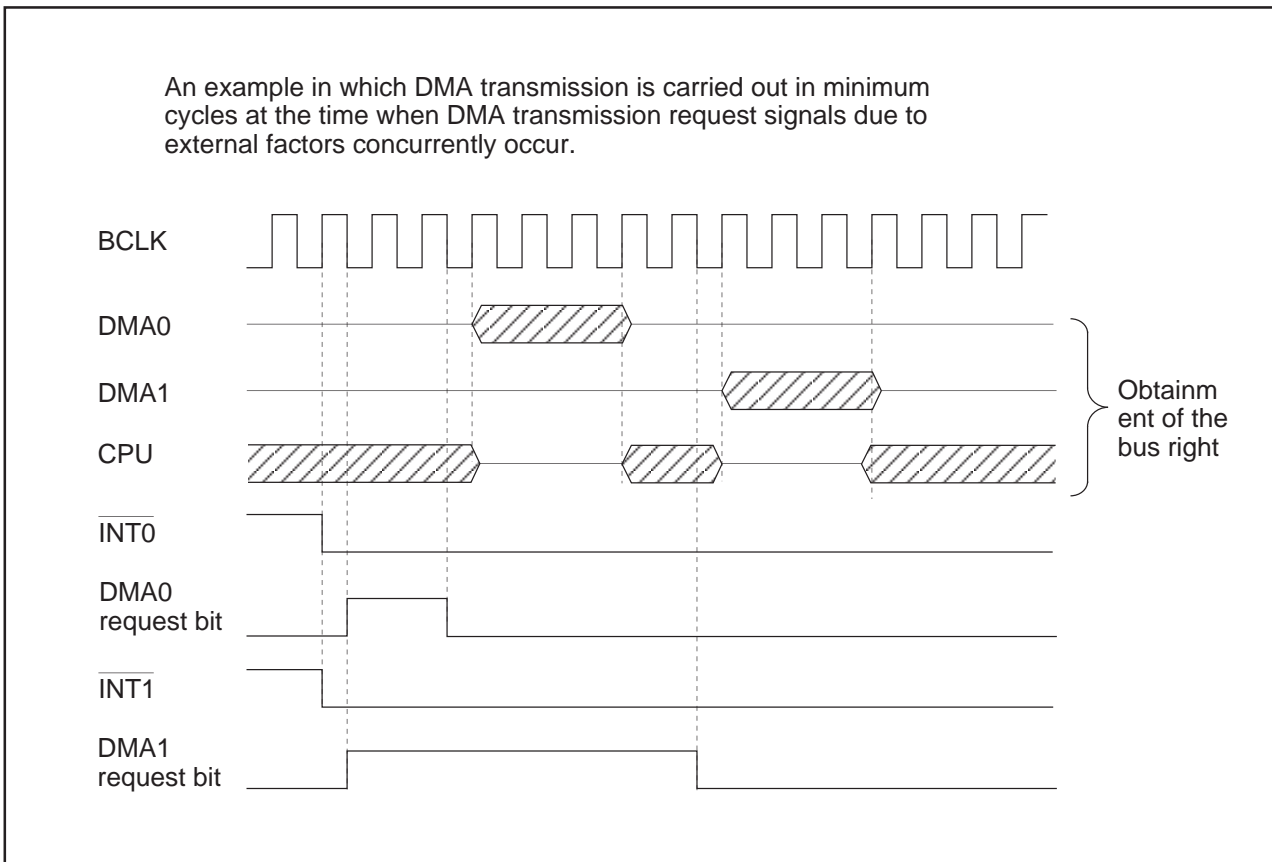 An example in which DMA transmission is carried out in minimum
cycles at the time when DMA transmission request signals due to
external factors concurrently occur.
BCLK
DMA0
DMA1
CPU
Obtainm
ent of the
bus right
INT0
DMA0
request bit
INT1
DMA1
request bit